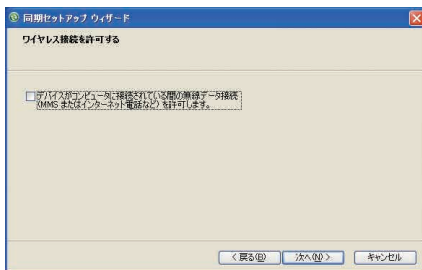 同期セットアップ ウィザード
ワイヤレス接続を許可する
デバイスがコンピュータに接続されている間の無線データ接続
(MMS またはインターネット電話など) を許可します。
< 戻る(B)
次へ(N) >
キャンセル